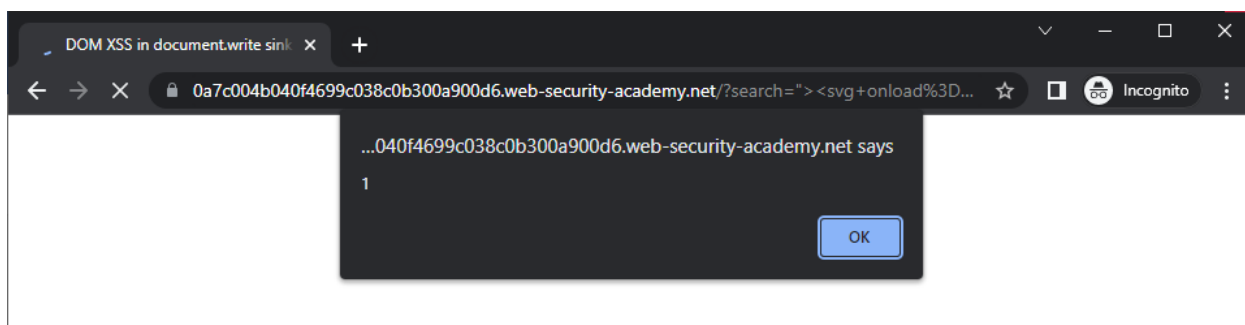 DOM XSS in document.write sink
0a7c004b040f4699c038c0b300a900d6.web-security-academy.net/?search="><svg+onload%3D... Incognito
...040f4699c038c0b300a900d6.web-security-academy.net says
1
OK